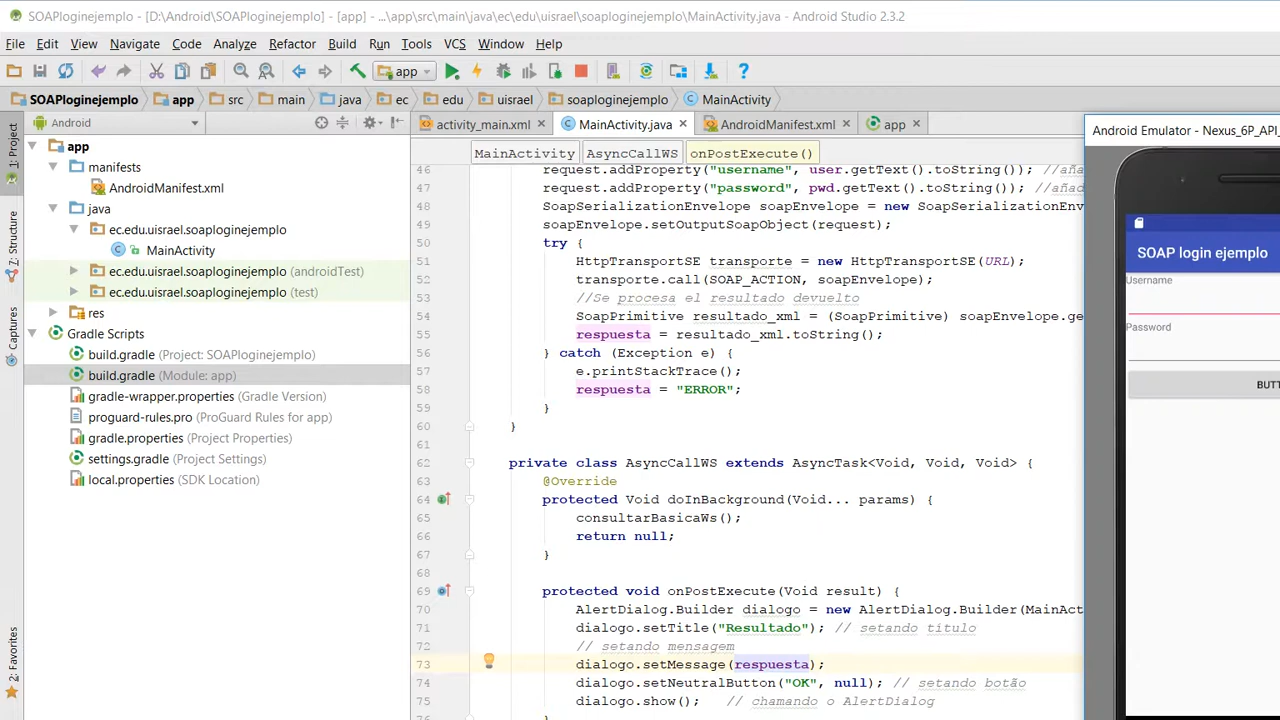 SOAPloginejemplo - [D:\Android\SOAPloginejemplo] - [app] - ...\app\src\main\java\ec\edu\uisrael\soaploginejemplo\MainActivity.java - Android Studio 2.3.2
File Edit View Navigate Code Analyze Refactor Build Run Tools VCS Window Help
app
SOAPloginejemplo app src main java ec edu uisrael soaploginejemplo MainActivity
Android
activity_main.xml MainActivity.java AndroidManifest.xml app
Android Emulator - Nexus_6P_API_
MainActivity AsyncCallWS onPostExecute()
1: Project
7: Structure
Captures
2: Favorites
app
manifests
AndroidManifest.xml
java
ec.edu.uisrael.soaploginejemplo
MainActivity
ec.edu.uisrael.soaploginejemplo (androidTest)
ec.edu.uisrael.soaploginejemplo (test)
res
Gradle Scripts
build.gradle (Project: SOAPloginejemplo)
build.gradle (Module: app)
gradle-wrapper.properties (Gradle Version)
proguard-rules.pro (ProGuard Rules for app)
gradle.properties (Project Properties)
settings.gradle (Project Settings)
local.properties (SDK Location)
46 request.addProperty("username", user.getText().toString()); //aña
47 request.addProperty("password", pwd.getText().toString()); //añad
48 SoapSerializationEnvelope soapEnvelope = new SoapSerializationEnv
49 soapEnvelope.setOutputSoapObject(request);
50 try {
51 HttpTransportSE transporte = new HttpTransportSE(URL);
52 transporte.call(SOAP_ACTION, soapEnvelope);
53 //Se procesa el resultado devuelto
54 SoapPrimitive resultado_xml = (SoapPrimitive) soapEnvelope.ge
55 respuesta = resultado_xml.toString();
56 } catch (Exception e) {
57 e.printStackTrace();
58 respuesta = "ERROR";
59 }
60 }
61
62 private class AsyncCallWS extends AsyncTask<Void, Void, Void> {
63 @Override
64 protected Void doInBackground(Void... params) {
65 consultarBasicaWs();
66 return null;
67 }
68
69 protected void onPostExecute(Void result) {
70 AlertDialog.Builder dialogo = new AlertDialog.Builder(MainAct
71 dialogo.setTitle("Resultado"); // setando título
72 // setando mensagem
73 dialogo.setMessage(respuesta);
74 dialogo.setNeutralButton("OK", null); // setando botão
75 dialogo.show(); // chamando o AlertDialog
76 }
SOAP login ejemplo
Username
Password
BUTT